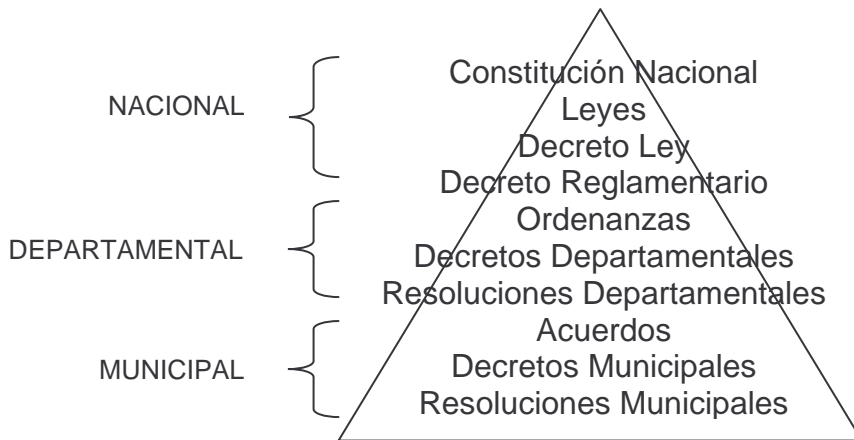 NACIONAL
Constitución Nacional
Leyes
Decreto Ley
Decreto Reglamentario
DEPARTAMENTAL
Ordenanzas
Decretos Departamentales
Resoluciones Departamentales
MUNICIPAL
Acuerdos
Decretos Municipales
Resoluciones Municipales